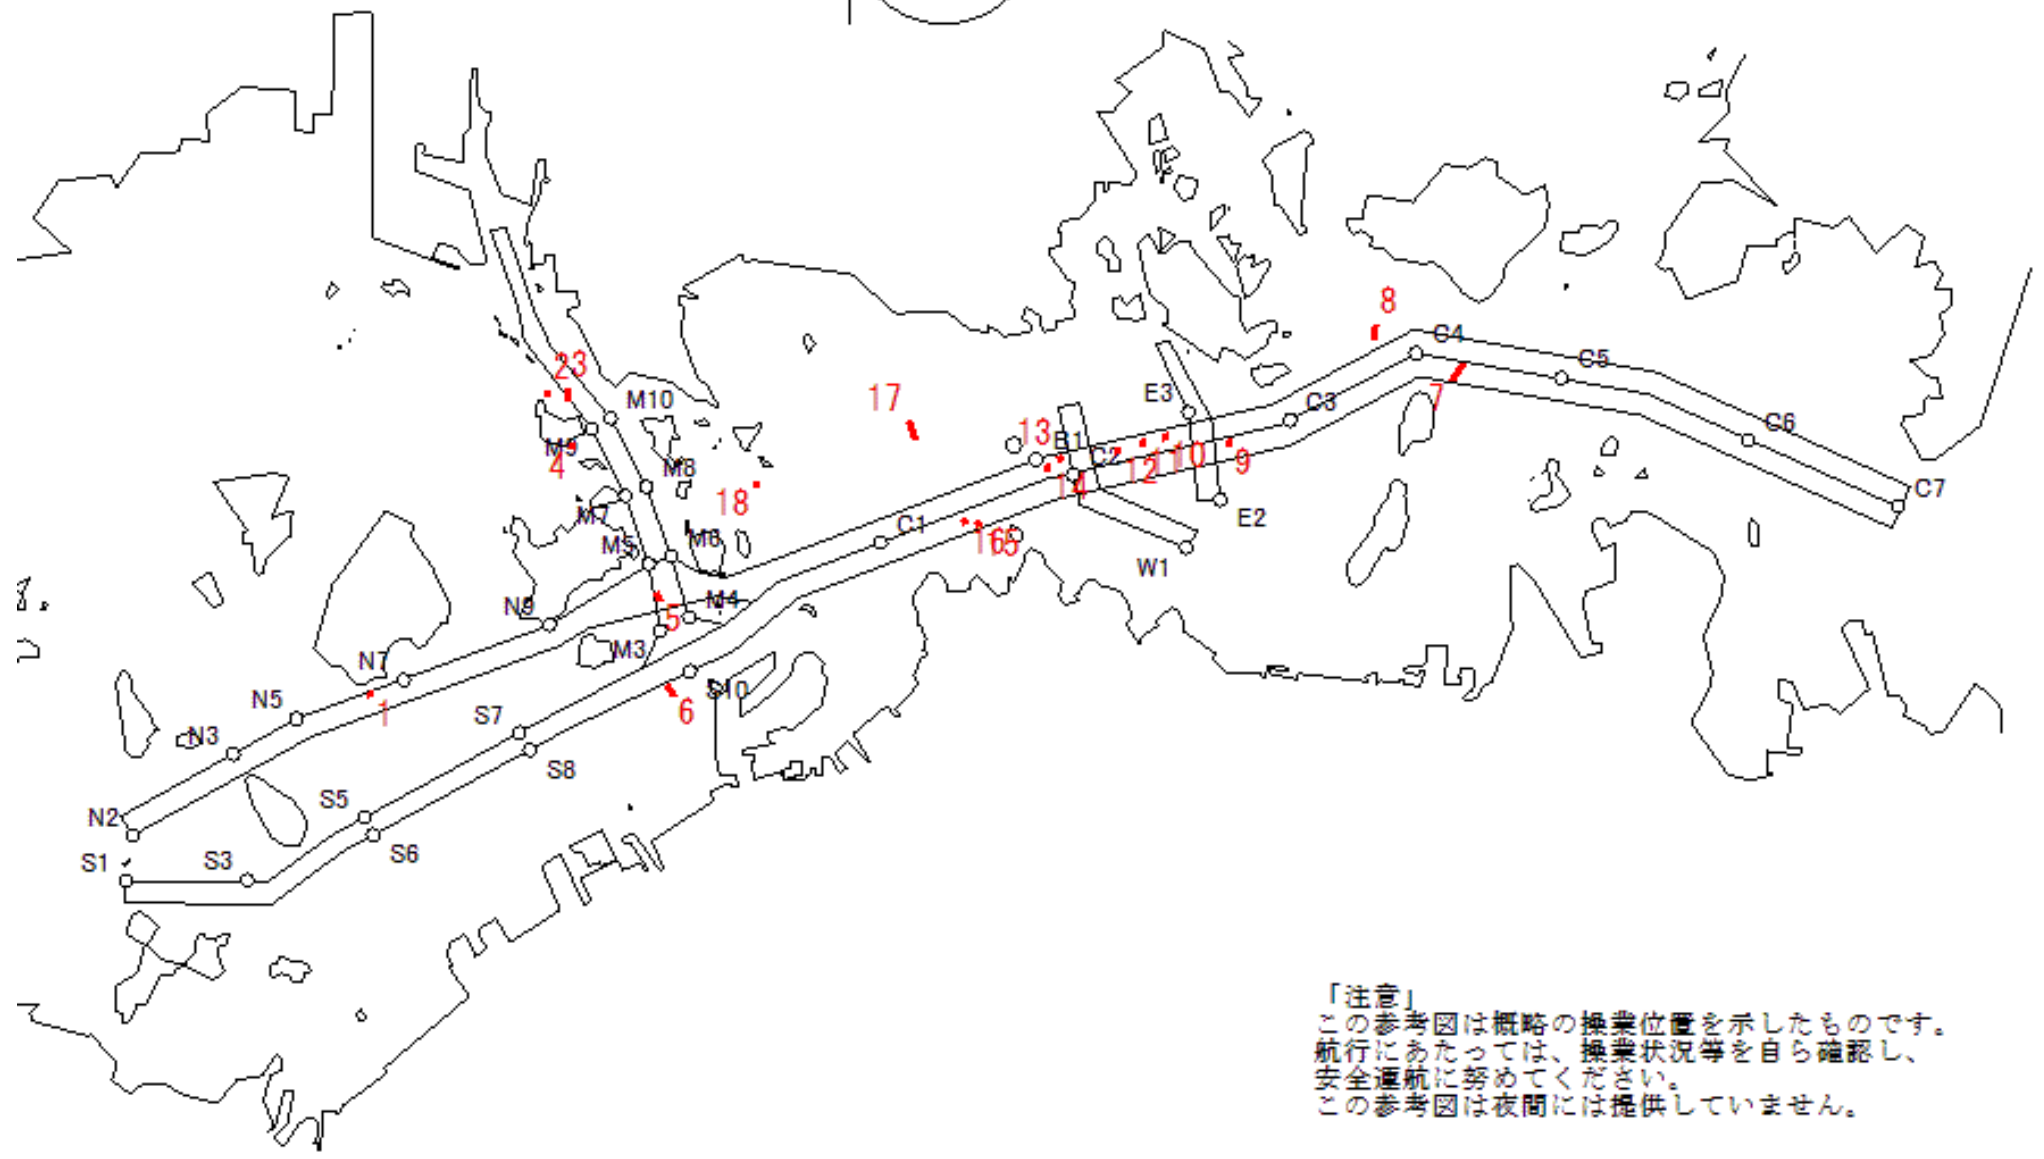 8
C4
C5
7
23
M10
17
E3
C3
C6
13
B1
M9
4
M8
C2
12
11
10
9
18
14
C7
M7
E2
C1
M5
M6
16
15
W1
N9
5
M4
M3
N7
S10
N5
1
6
N3
S7
S8
S5
N2
S6
S1
S3
「注意」
この参考図は概略の操業位置を示したものです。
航行にあたっては、操業状況等を自ら確認し、
安全運航に努めてください。
この参考図は夜間には提供していません。